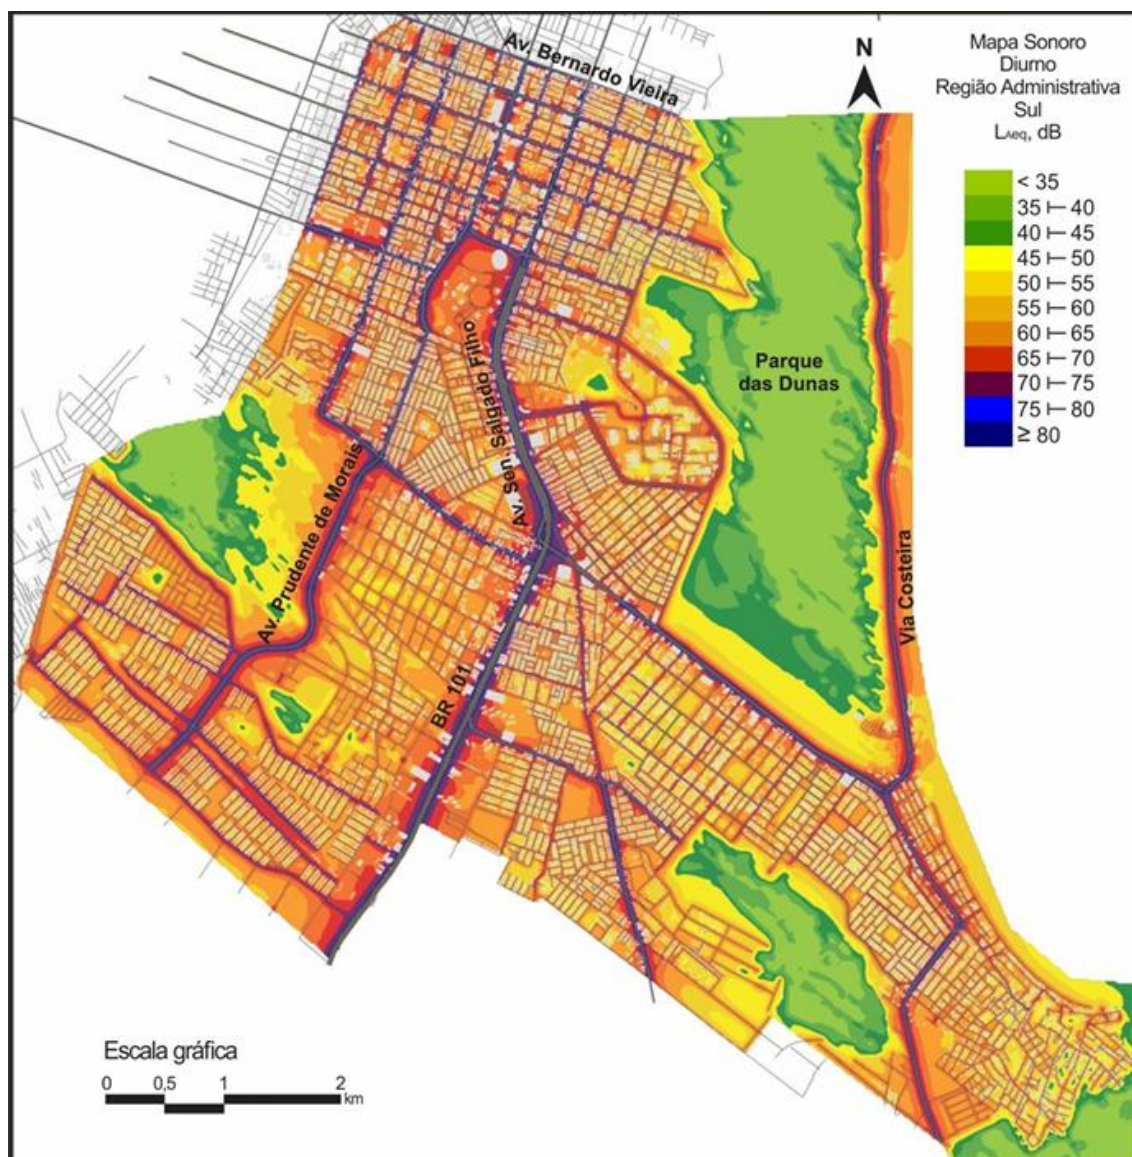 Mapa Sonoro
Diurno
Região Administrativa
Sul
LAeq, dB
< 35
35 ⊢ 40
40 ⊢ 45
45 ⊢ 50
50 ⊢ 55
55 ⊢ 60
60 ⊢ 65
65 ⊢ 70
70 ⊢ 75
75 ⊢ 80
≥ 80
N
Av. Bernardo Vieira
Av. Sen. Salgado Filho
Parque
das Dunas
Av. Prudente de Morais
Via Costeira
BR 101
Escala gráfica
0 0,5 1 2
km